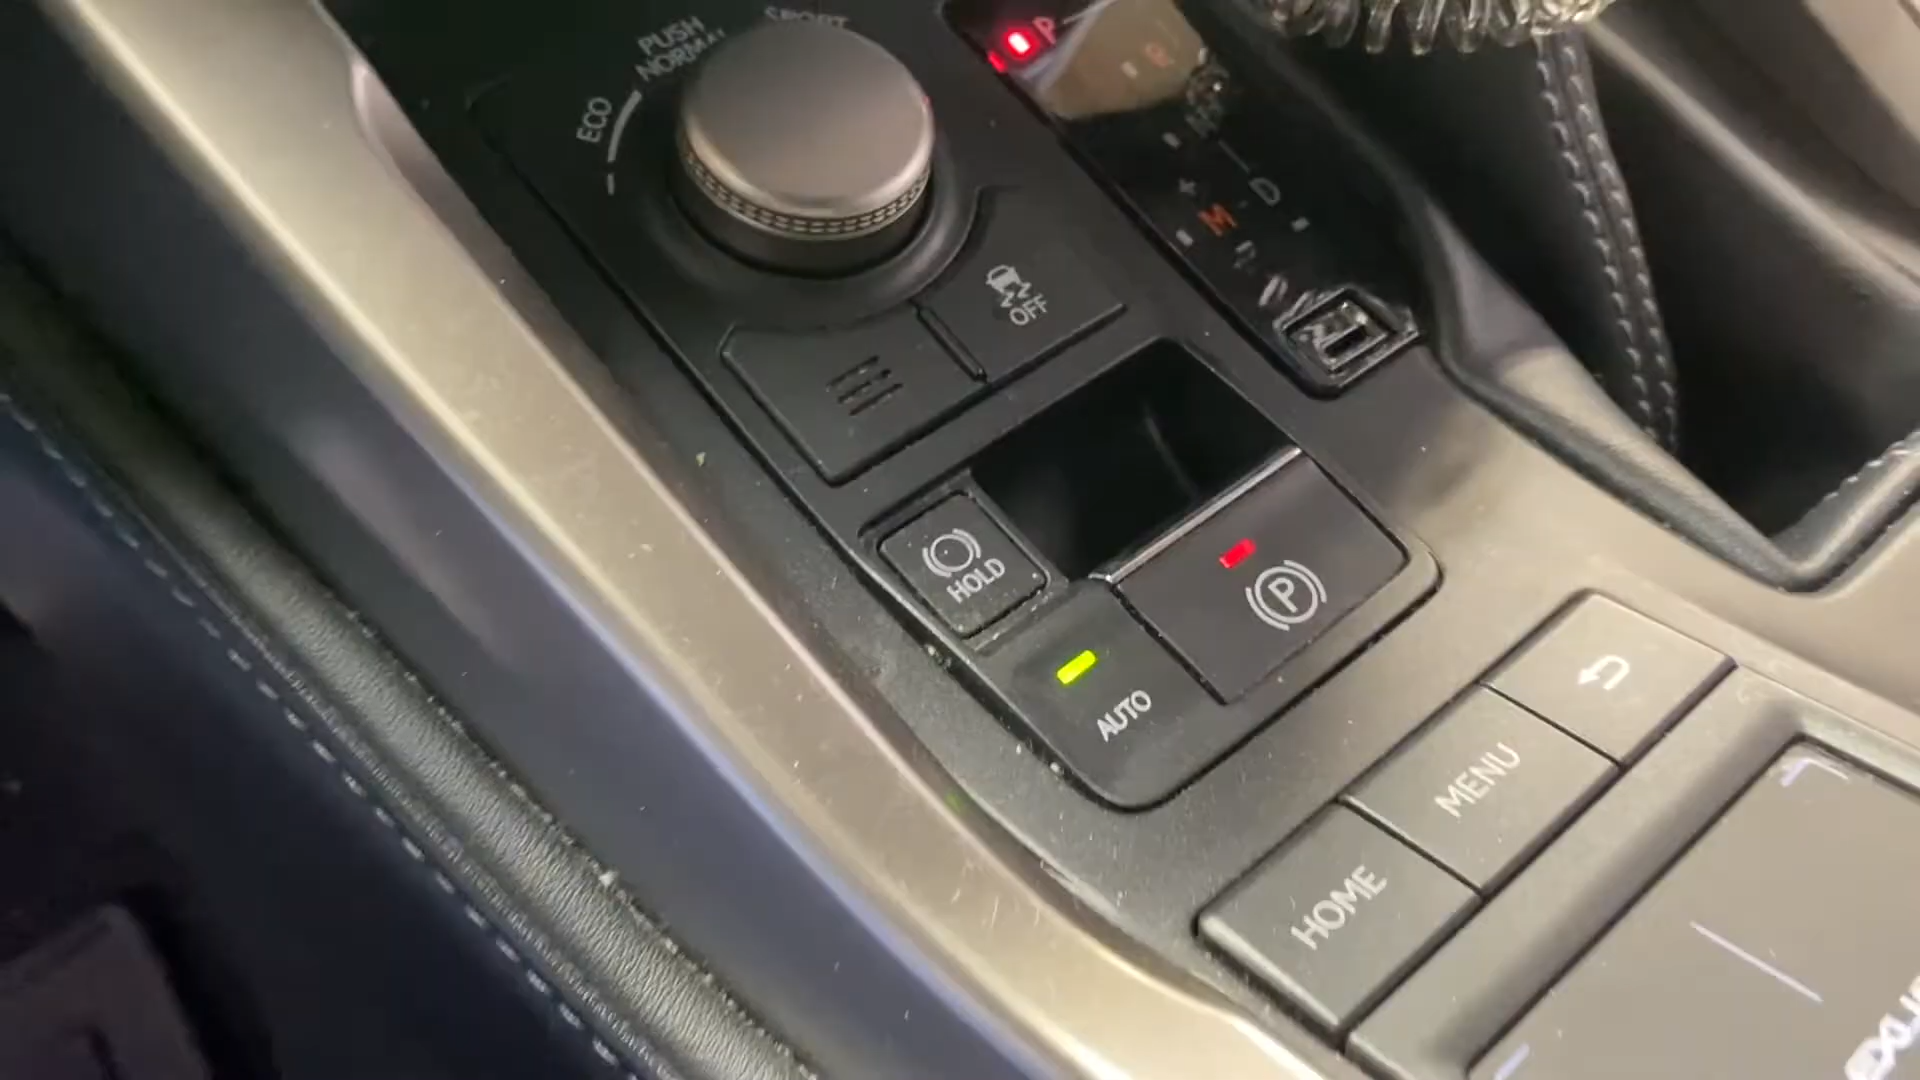 PUSH
NORMAL
SPORT
ECO
P
R
D
+
M
OFF
HOLD
P
AUTO
MENU
HOME